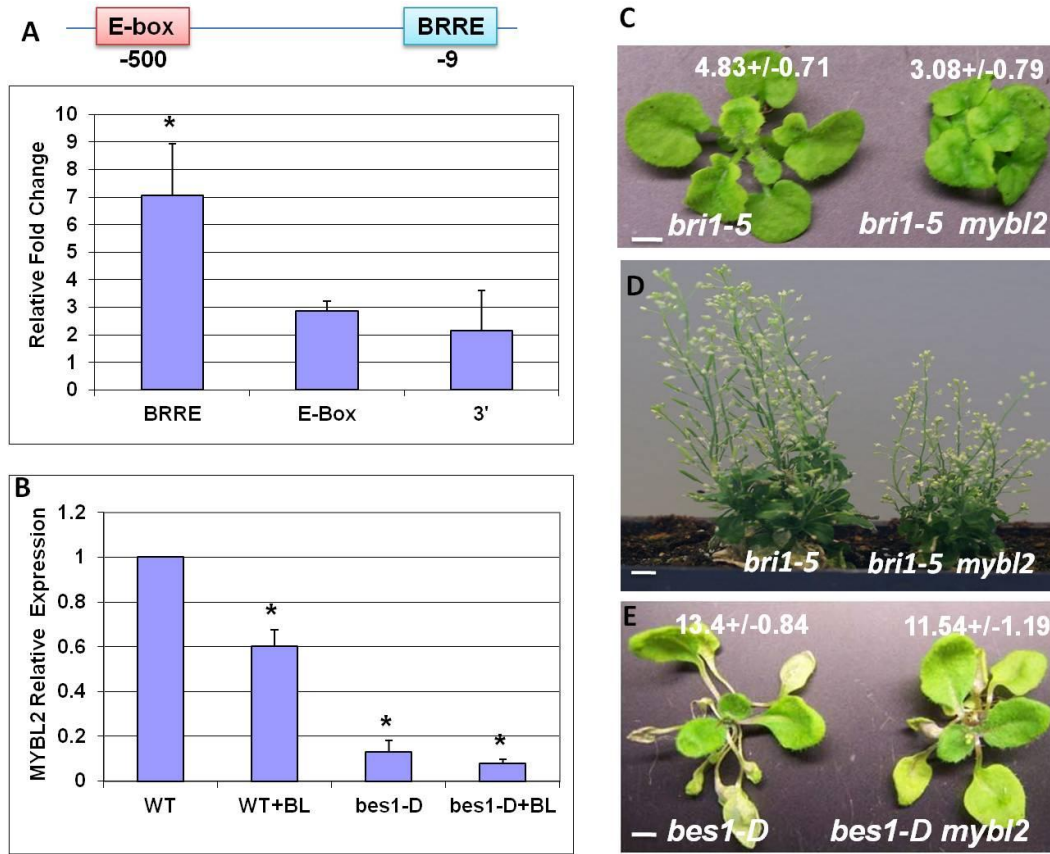 A
E-box
BRRE
-500
-9
Relative Fold Change
10
9
8
7
6
5
4
3
2
1
0
*
BRRE
E-Box
3'
B
MYBL2 Relative Expression
1.2
1
0.8
0.6
0.4
0.2
0
*
*
*
WT
WT+BL
bes1-D
bes1-D+BL
C
4.83+/-0.71
3.08+/-0.79
bri1-5
bri1-5 mybl2
D
bri1-5
bri1-5 mybl2
E
13.4+/-0.84
11.54+/-1.19
bes1-D
bes1-D mybl2